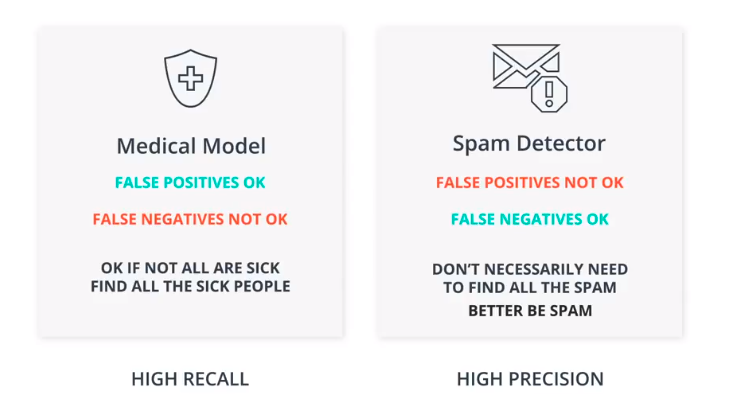 Medical Model
FALSE POSITIVES OK
FALSE NEGATIVES NOT OK
OK IF NOT ALL ARE SICK
FIND ALL THE SICK PEOPLE
HIGH RECALL
Spam Detector
FALSE POSITIVES NOT OK
FALSE NEGATIVES OK
DON'T NECESSARILY NEED
TO FIND ALL THE SPAM
BETTER BE SPAM
HIGH PRECISION